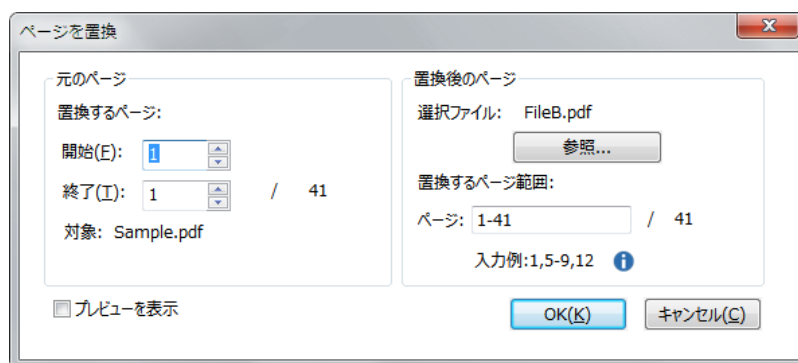 ページを置換
元のページ
置換するページ:
開始(F): 1
終了(T): 1 / 41
対象: Sample.pdf
プレビューを表示
置換後のページ
選択ファイル: FileB.pdf
参照...
置換するページ範囲:
ページ: 1-41 / 41
入力例:1,5-9,12
OK(K)
キャンセル(C)